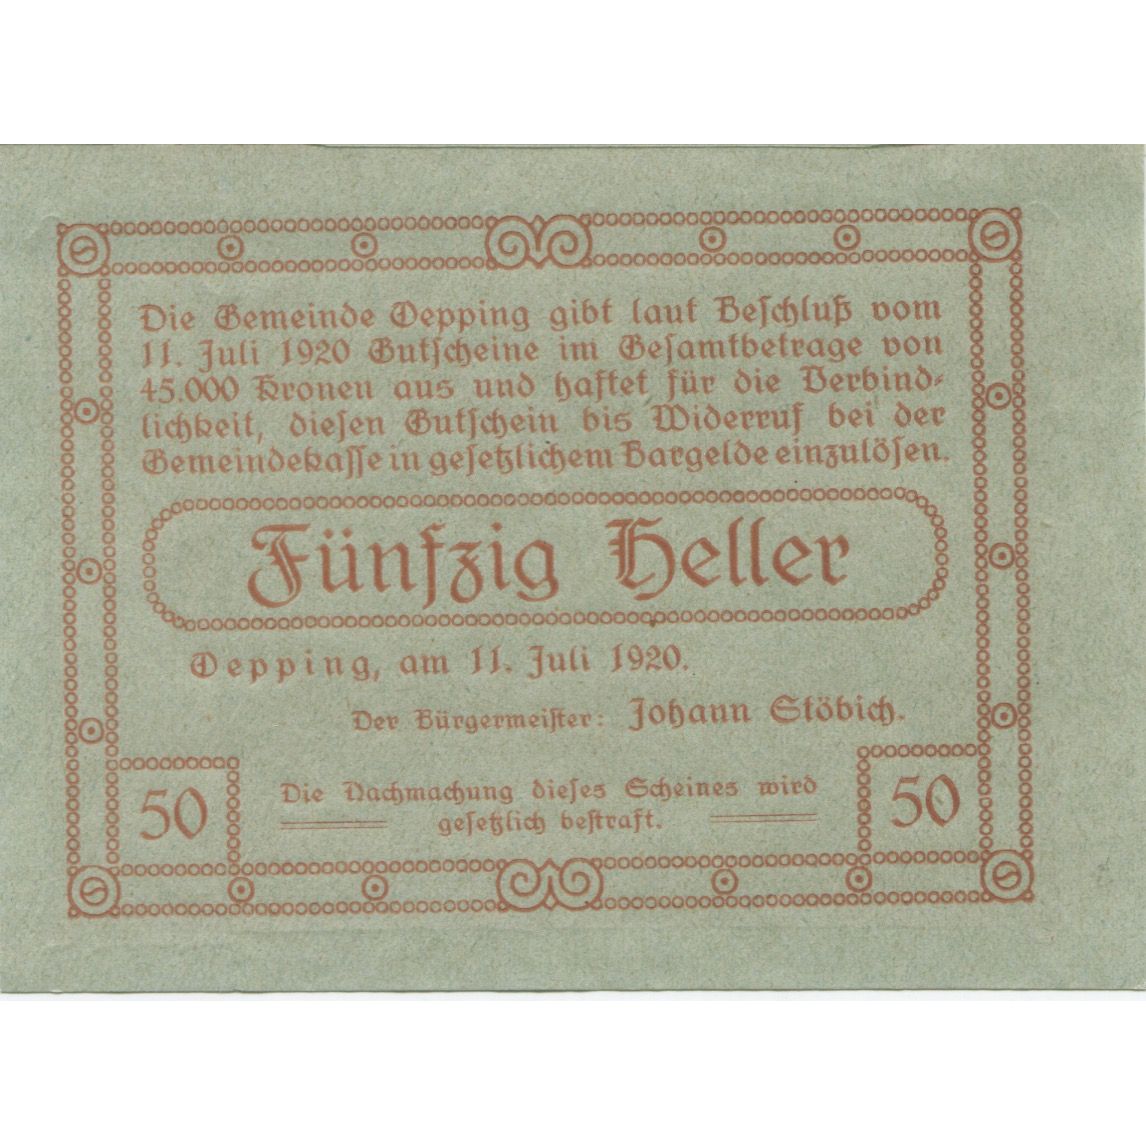 Die Gemeinde Oepping gibt laut Beschluß vom
11. Juli 1920 Gutscheine im Gesamtbetrage von
45.000 Kronen aus und haftet für die Verbind-
lichkeit, diesen Gutschein bis Widerruf bei der
Gemeindekasse in gesetzlichem Bargelde einzulösen.
Fünfzig Heller
Oepping, am 11. Juli 1920.
Der Bürgermeister: Johann Stöbich.
50
Die Nachmachung dieses Scheines wird
gesetzlich bestraft.
50